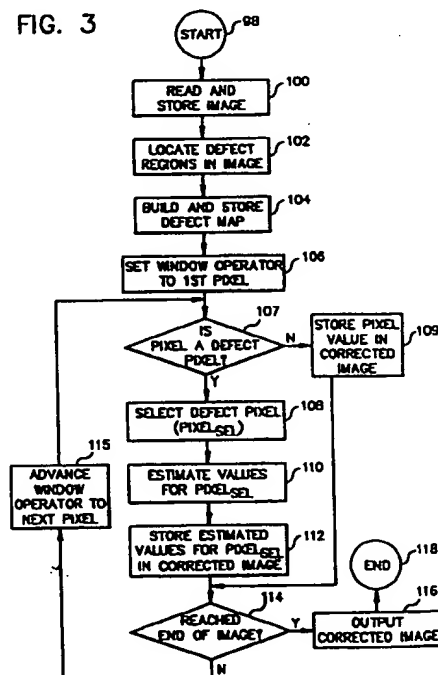 FIG. 3
START
98
READ AND
STORE IMAGE
100
LOCATE DEFECT
REGIONS IN IMAGE
102
BUILD AND STORE
DEFECT MAP
104
SET WINDOW OPERATOR
TO 1ST PIXEL
106
IS
PIXEL A DEFECT
PIXEL?
107
N
Y
STORE PIXEL
VALUE IN
CORRECTED
IMAGE
109
SELECT DEFECT PIXEL
(PIXELSEL)
108
ESTIMATE VALUES
FOR PIXELSEL
110
STORE ESTIMATED
VALUES FOR PIXELSEL
IN CORRECTED IMAGE
112
115
ADVANCE
WINDOW
OPERATOR TO
NEXT PIXEL
REACHED
END OF IMAGE?
114
Y
N
OUTPUT
CORRECTED IMAGE
116
END
118